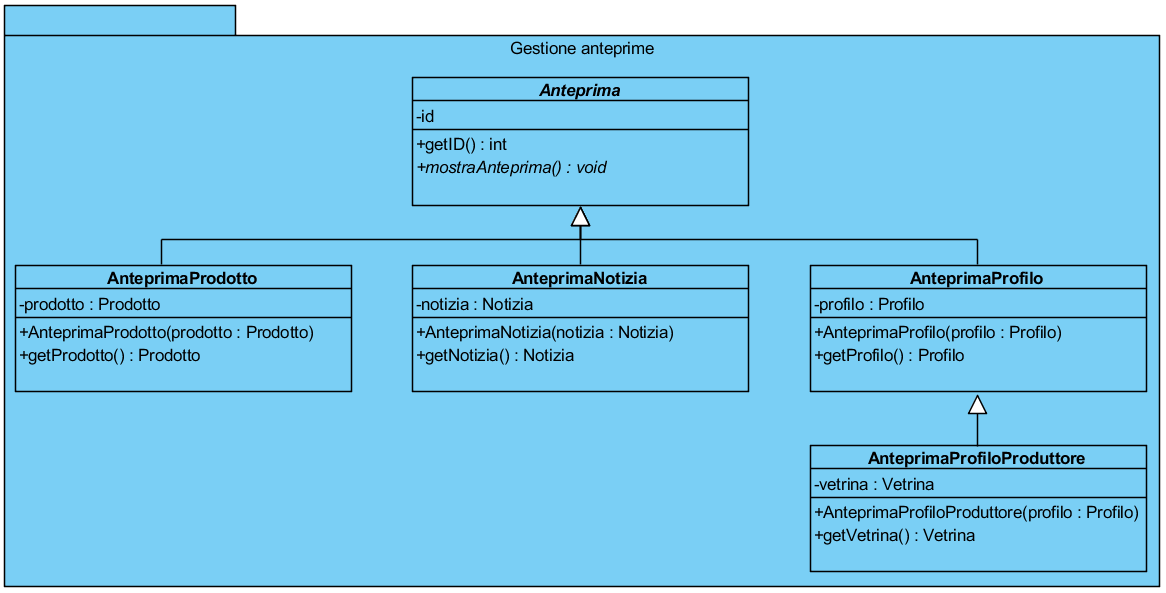 Gestione anteprime
Anteprima
-id
+getID() : int
+mostraAnteprima() : void
AnteprimaProdotto
-prodotto : Prodotto
+AnteprimaProdotto(prodotto : Prodotto)
+getProdotto() : Prodotto
AnteprimaNotizia
-notizia : Notizia
+AnteprimaNotizia(notizia : Notizia)
+getNotizia() : Notizia
AnteprimaProfilo
-profilo : Profilo
+AnteprimaProfilo(profilo : Profilo)
+getProfilo() : Profilo
AnteprimaProfiloProduttore
-vetrina : Vetrina
+AnteprimaProfiloProduttore(profilo : Profilo)
+getVetrina() : Vetrina